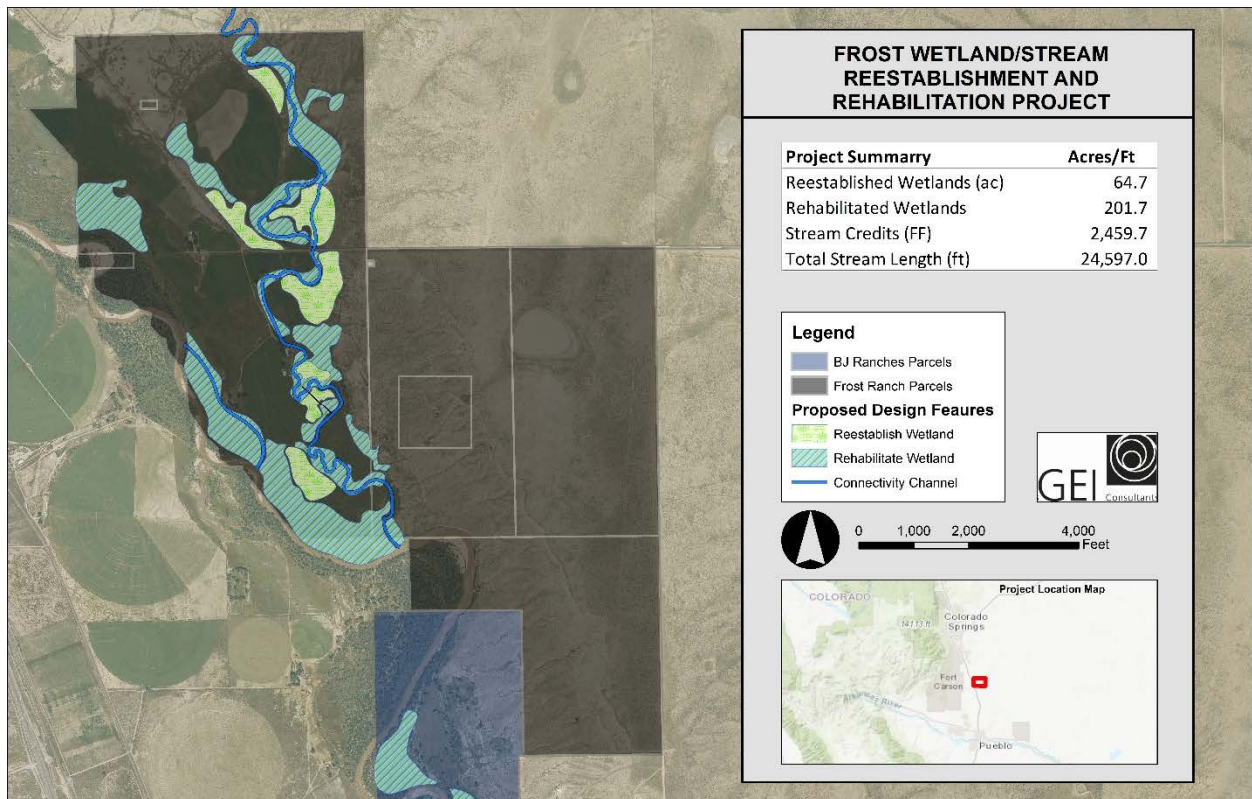 FROST WETLAND/STREAM
REESTABLISHMENT AND
REHABILITATION PROJECT
Project Summarry Acres/Ft
Reestablished Wetlands (ac) 64.7
Rehabilitated Wetlands 201.7
Stream Credits (FF) 2,459.7
Total Stream Length (ft) 24,597.0
Legend
BJ Ranches Parcels
Frost Ranch Parcels
Proposed Design Feaures
Reestablish Wetland
Rehabilitate Wetland
Connectivity Channel
GEI Consultants
0 1,000 2,000 4,000
Feet
Project Location Map
COLORADO
Colorado
Springs
14113 ft
Fort
Carson
Arkansas River
Pueblo